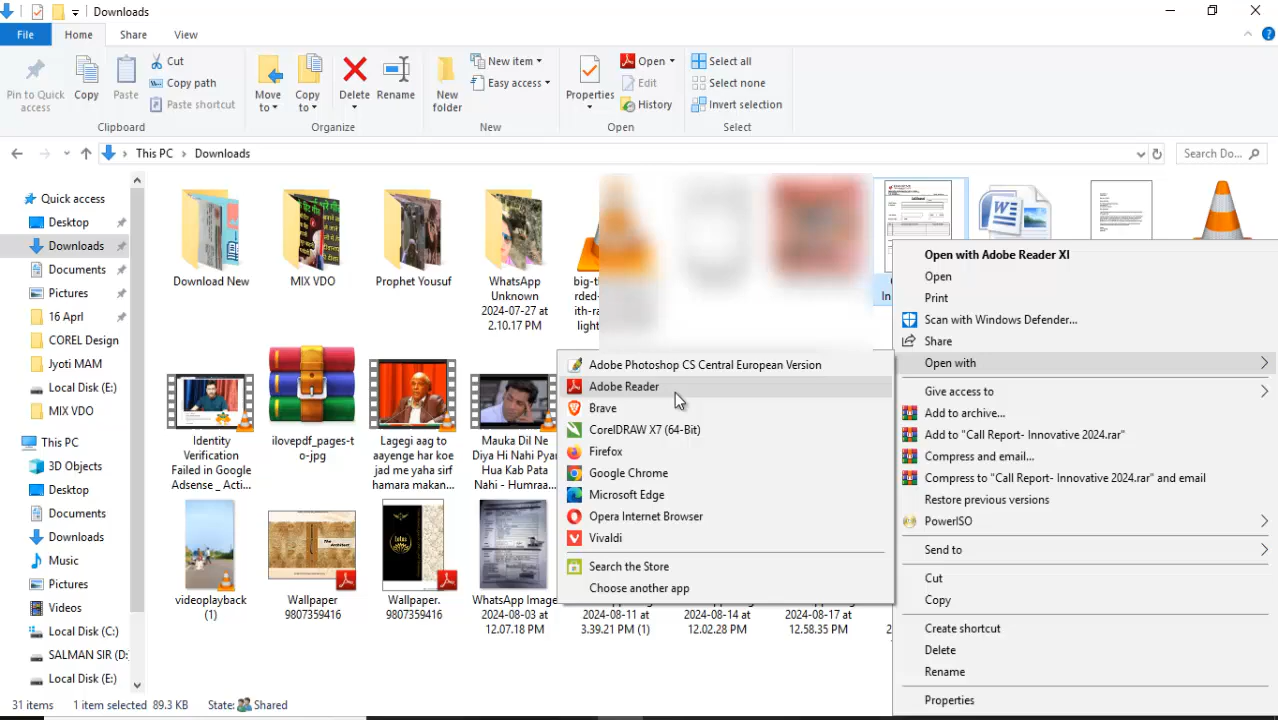 Downloads
File
Home
Share
View
Pin to Quick
access
Copy
Paste
Cut
Copy path
Paste shortcut
Clipboard
Move
to
Copy
to
Delete
Rename
Organize
New
folder
New item
Easy access
New
Properties
Open
Edit
History
Open
Select all
Select none
Invert selection
Select
This PC
Downloads
Search Do...
Quick access
Desktop
Downloads
Documents
Pictures
16 Aprl
COREL Design
Jyoti MAM
Local Disk (E:)
MIX VDO
This PC
3D Objects
Desktop
Documents
Downloads
Music
Pictures
Videos
Local Disk (C:)
SALMAN SIR (D:
Local Disk (E:)
Download New
MIX VDO
Prophet Yousuf
WhatsApp
Unknown
2024-07-27 at
2.10.17 PM
Identity
Verification
Failed in Google
Adsense _ Acti...
ilovepdf_pages-t
o-jpg
Lagegi aag to
aayenge har koe
jad me yaha sirf
hamara makan...
Mauka Dil Ne
Diya Hi Nahi Pyar
Hua Kab Pata
Nahi - Humraa...
videoplayback
(1)
Wallpaper
9807359416
Wallpaper.
9807359416
WhatsApp Image
2024-08-03 at
12.07.18 PM
2024-08-11 at
3.39.21 PM (1)
2024-08-14 at
12.02.28 PM
2024-08-17 at
12.58.35 PM
Adobe Photoshop CS Central European Version
Adobe Reader
Brave
CorelDRAW X7 (64-Bit)
Firefox
Google Chrome
Microsoft Edge
Opera Internet Browser
Vivaldi
Search the Store
Choose another app
Open with Adobe Reader XI
Open
Print
Scan with Windows Defender...
Share
Open with
Give access to
Add to archive...
Add to "Call Report- Innovative 2024.rar"
Compress and email...
Compress to "Call Report- Innovative 2024.rar" and email
Restore previous versions
PowerISO
Send to
Cut
Copy
Create shortcut
Delete
Rename
Properties
31 items
1 item selected 89.3 KB
State: Shared